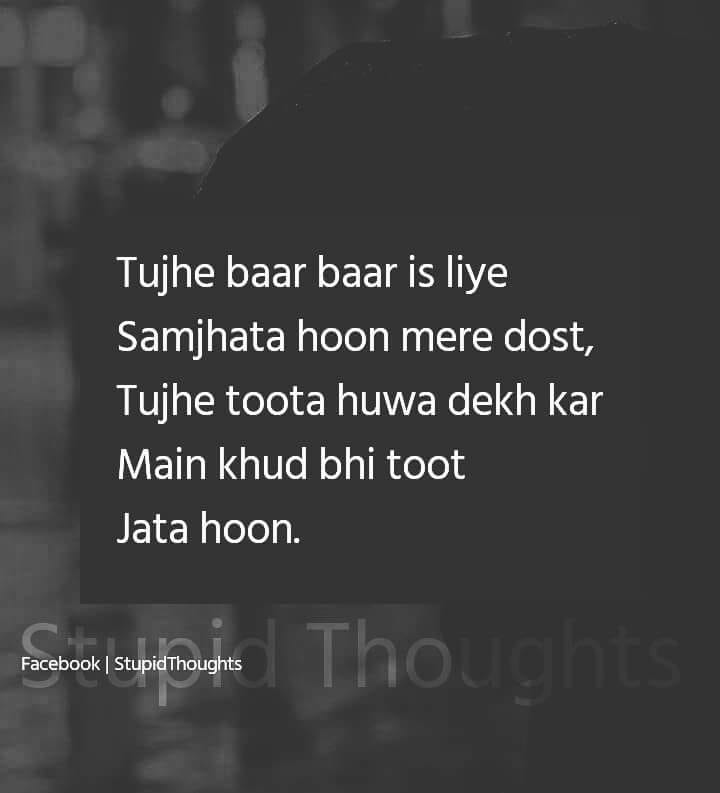 Tujhe baar baar is liye
Samjhata hoon mere dost,
Tujhe toota huwa dekh kar
Main khud bhi toot
Jata hoon.
Stupid Thoughts
Facebook | StupidThoughts